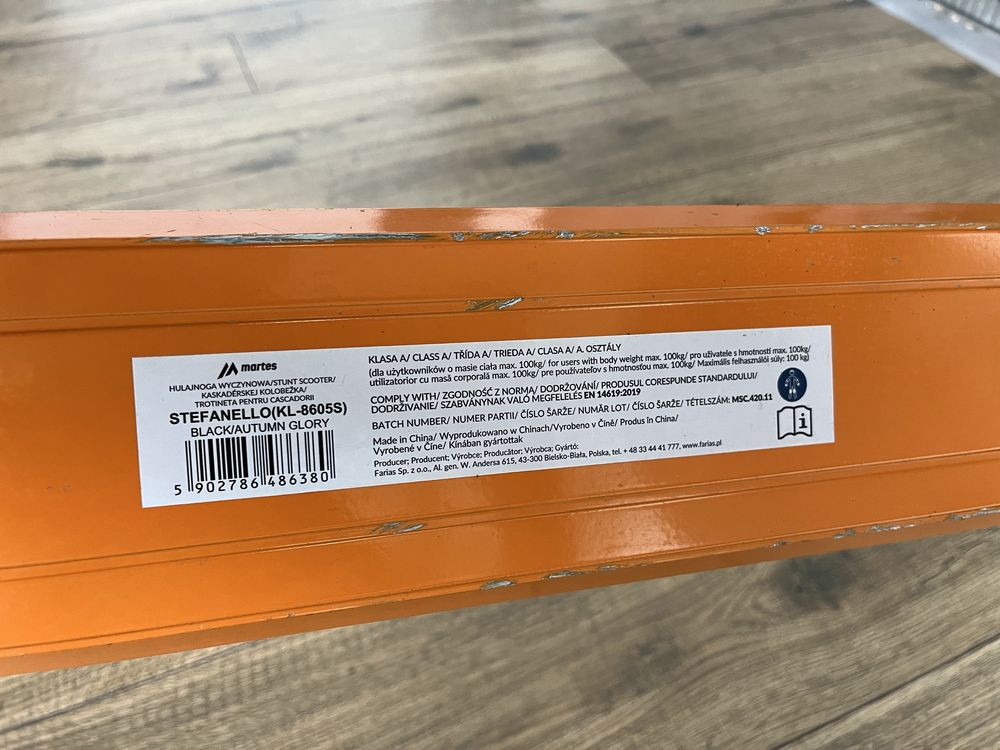 martes
HULAJNOGA WYCZYNOWA/STUNT SCOOTER/
KASKADÉRSKEJ KOLOBEŽKA/
TROTINETA PENTRU CASCADORII
STEFANELLO(KL-8605S)
BLACK/AUTUMN GLORY
5 902786 486380
KLASA A/ CLASS A/ TŘÍDA A/ TRIEDA A/ CLASA A/ A. OSZTÁLY
(dla użytkowników o masie ciała max. 100kg/ for users with body weight max. 100kg/ pro uživatele s hmotností max. 100kg/
utilizatorior cu masă corporală max. 100kg/ pre používateľov s hmotnosťou max. 100kg/ Maximális felhasználói súly: 100 kg)
COMPLY WITH/ ZGODNOŚĆ Z NORMA/ DODRŽOVÁNÍ/ PRODUSUL CORESPUNDE STANDARDULUI/
DODRŽIVANIE/ SZABVÁNYNAK VALÓ MEGFELELÉS EN 14619:2019
BATCH NUMBER/ NUMER PARTII/ ČÍSLO ŠARŽE/ NUMĂR LOT/ ČÍSLO ŠARŽE/ TÉTELSZÁM: MSC.420.11
Made in China/ Wyprodukowano w Chinach/Vyrobeno v Číně/ Produs în China/
Vyrobené v Číne/ Kínában gyártottak
Producer; Producent; Výrobce; Producător; Výrobca; Gyártó:
Farias Sp. z o.o., Al. gen. W. Andersa 615, 43-300 Bielsko-Biała, Polska, tel. + 48 33 44 41 777, www.farias.pl